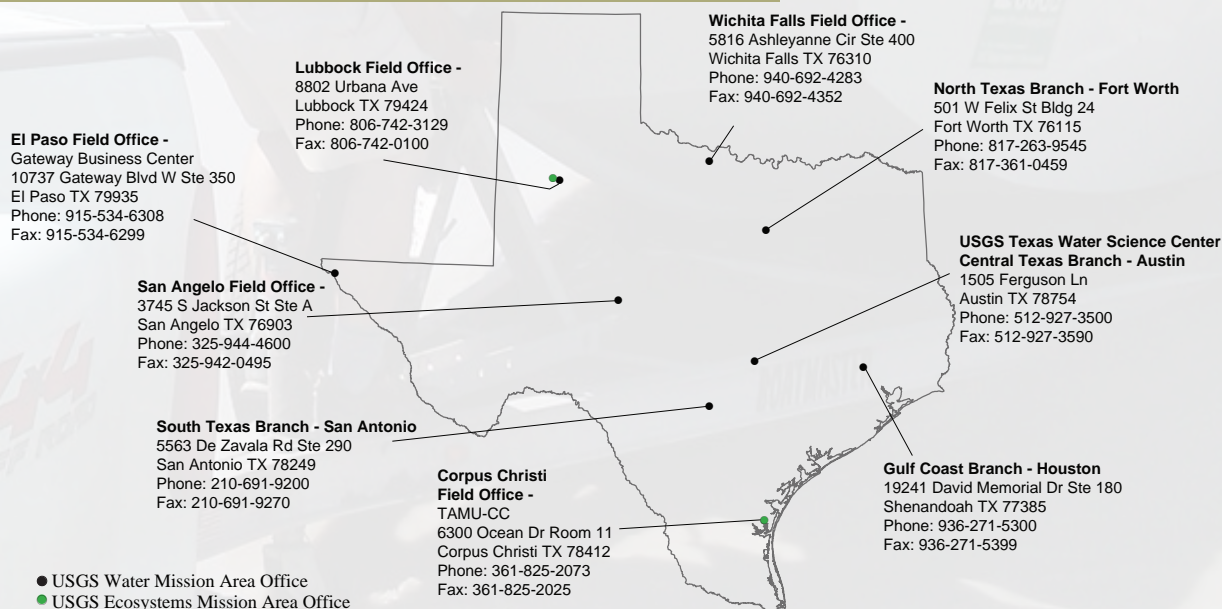 Wichita Falls Field Office -
5816 Ashleyanne Cir Ste 400
Wichita Falls TX 76310
Phone: 940-692-4283
Fax: 940-692-4352
Lubbock Field Office -
8802 Urbana Ave
Lubbock TX 79424
Phone: 806-742-3129
Fax: 806-742-0100
North Texas Branch - Fort Worth
501 W Felix St Bldg 24
Fort Worth TX 76115
Phone: 817-263-9545
Fax: 817-361-0459
El Paso Field Office -
Gateway Business Center
10737 Gateway Blvd W Ste 350
El Paso TX 79935
Phone: 915-534-6308
Fax: 915-534-6299
USGS Texas Water Science Center
Central Texas Branch - Austin
1505 Ferguson Ln
Austin TX 78754
Phone: 512-927-3500
Fax: 512-927-3590
San Angelo Field Office -
3745 S Jackson St Ste A
San Angelo TX 76903
Phone: 325-944-4600
Fax: 325-942-0495
South Texas Branch - San Antonio
5563 De Zavala Rd Ste 290
San Antonio TX 78249
Phone: 210-691-9200
Fax: 210-691-9270
Corpus Christi
Field Office -
TAMU-CC
6300 Ocean Dr Room 11
Corpus Christi TX 78412
Phone: 361-825-2073
Fax: 361-825-2025
Gulf Coast Branch - Houston
19241 David Memorial Dr Ste 180
Shenandoah TX 77385
Phone: 936-271-5300
Fax: 936-271-5399
USGS Water Mission Area Office
USGS Ecosystems Mission Area Office